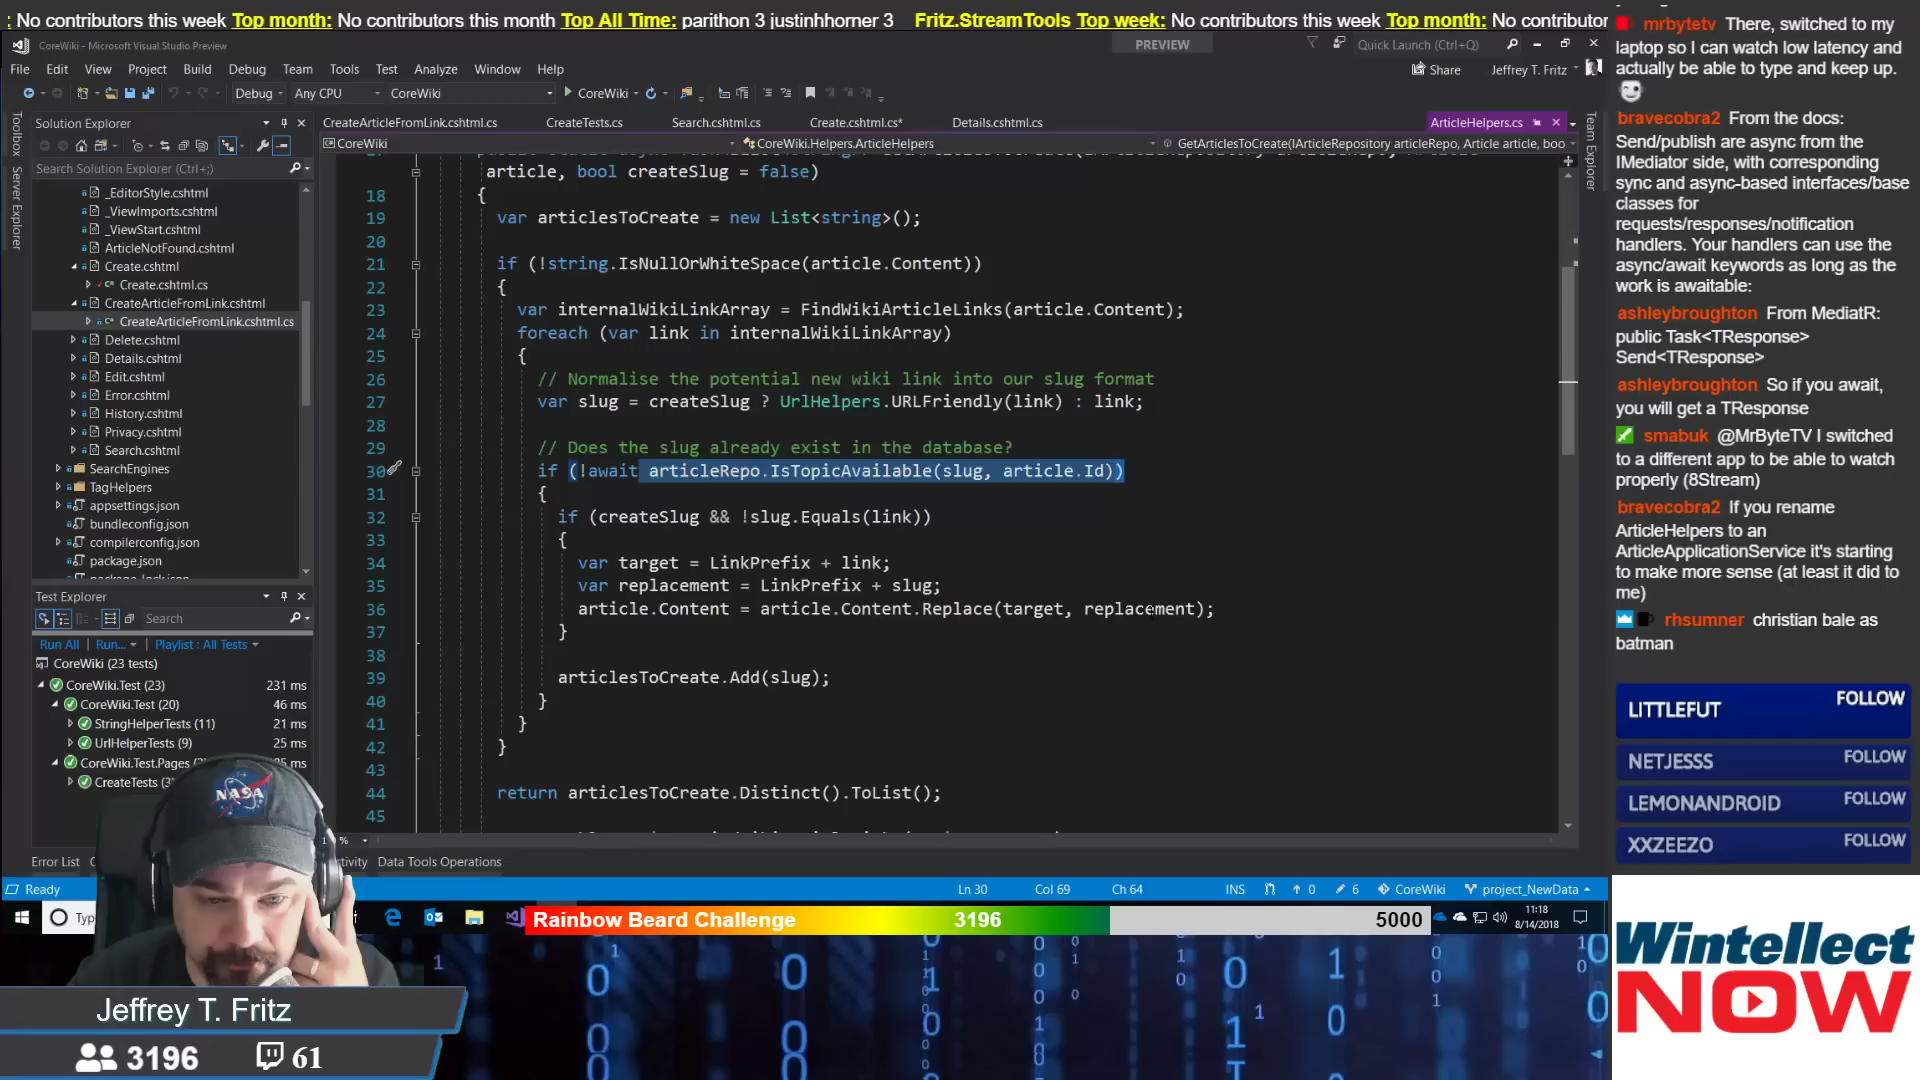 : No contributors this week Top month: No contributors this month Top All Time: parithon 3 justinhhorner 3 Fritz.StreamTools Top week: No contributors this week Top month: No contributor
CoreWiki - Microsoft Visual Studio Preview
PREVIEW
Quick Launch (Ctrl+Q)
File Edit View Project Build Debug Team Tools Test Analyze Window Help
Share
Jeffrey T. Fritz
Debug
Any CPU
CoreWiki
CoreWiki
Toolbox
Server Explorer
Solution Explorer
Search Solution Explorer (Ctrl+;)
_EditorStyle.cshtml
_ViewImports.cshtml
_ViewStart.cshtml
ArticleNotFound.cshtml
Create.cshtml
Create.cshtml.cs
CreateArticleFromLink.cshtml
CreateArticleFromLink.cshtml.cs
Delete.cshtml
Details.cshtml
Edit.cshtml
Error.cshtml
History.cshtml
Privacy.cshtml
Search.cshtml
SearchEngines
TagHelpers
appsettings.json
bundleconfig.json
compilerconfig.json
package.json
Test Explorer
Search
Run All Run... Playlist : All Tests
CoreWiki (23 tests)
CoreWiki.Test (23) 231 ms
CoreWiki.Test (20) 46 ms
StringHelperTests (11) 21 ms
UrlHelperTests (9) 25 ms
CoreWiki.Test.Pages
CreateTests (3)
CreateArticleFromLink.cshtml.cs CreateTests.cs Search.cshtml.cs Create.cshtml.cs* Details.cshtml.cs ArticleHelpers.cs
CoreWiki CoreWiki.Helpers.ArticleHelpers GetArticlesToCreate(IArticleRepository articleRepo, Article article, boo
Team Explorer
article, bool createSlug = false)
18 {
19 var articlesToCreate = new List<string>();
20
21 if (!string.IsNullOrWhiteSpace(article.Content))
22 {
23 var internalWikiLinkArray = FindWikiArticleLinks(article.Content);
24 foreach (var link in internalWikiLinkArray)
25 {
26 // Normalise the potential new wiki link into our slug format
27 var slug = createSlug ? UrlHelpers.URLFriendly(link) : link;
28
29 // Does the slug already exist in the database?
30 if (!await articleRepo.IsTopicAvailable(slug, article.Id))
31 {
32 if (createSlug && !slug.Equals(link))
33 {
34 var target = LinkPrefix + link;
35 var replacement = LinkPrefix + slug;
36 article.Content = article.Content.Replace(target, replacement);
37 }
38
39 articlesToCreate.Add(slug);
40 }
41 }
42 }
43
44 return articlesToCreate.Distinct().ToList();
45
Error List
Data Tools Operations
Ready
Ln 30 Col 69 Ch 64 INS 0 6 CoreWiki project_NewData
Rainbow Beard Challenge 3196 5000
11:18
8/14/2018
Jeffrey T. Fritz
3196 61
mrbytetv There, switched to my
laptop so I can watch low latency and
actually be able to type and keep up.
bravecobra2 From the docs:
Send/publish are async from the
IMediator side, with corresponding
sync and async-based interfaces/base
classes for
requests/responses/notification
handlers. Your handlers can use the
async/await keywords as long as the
work is awaitable:
ashleybroughton From MediatR:
public Task<TResponse>
Send<TResponse>
ashleybroughton So if you await,
you will get a TResponse
smabuk @MrByteTV I switched
to a different app to be able to watch
properly (8Stream)
bravecobra2 If you rename
ArticleHelpers to an
ArticleApplicationService it's starting
to make more sense (at least it did to
me)
rhsumner christian bale as
batman
LITTLEFUT FOLLOW
NETJESSS FOLLOW
LEMONANDROID FOLLOW
XXZEEZO FOLLOW
Wintellect
NOW
NASA